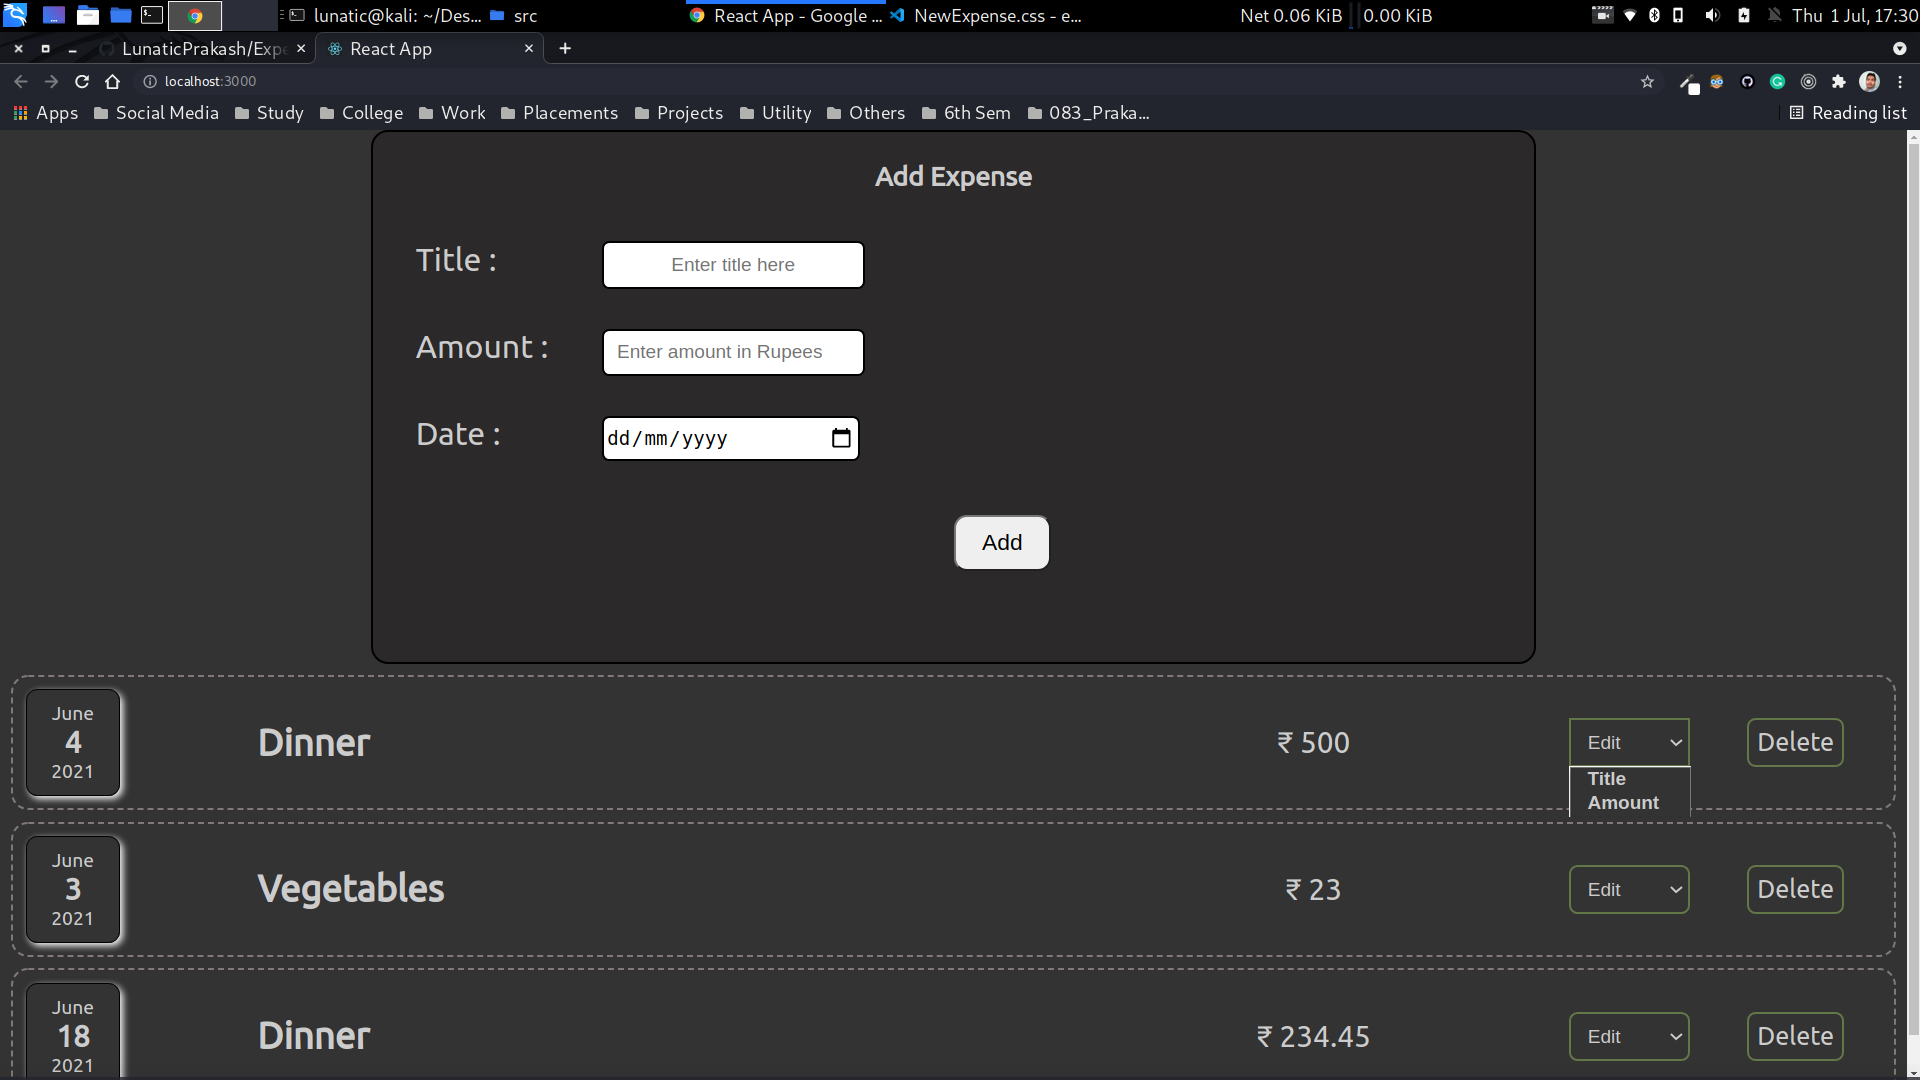 lunatic@kali: ~/Des... src React App - Google ... NewExpense.css - e... Net 0.06 KiB 0.00 KiB Thu 1 Jul, 17:30
LunaticPrakash/Expe React App
localhost:3000
Apps Social Media Study College Work Placements Projects Utility Others 6th Sem 083_Praka... Reading list
Add Expense
Title : Enter title here
Amount : Enter amount in Rupees
Date : dd/mm/yyyy
Add
June
4
2021
Dinner ₹ 500 Edit Delete
Title
Amount
June
3
2021
Vegetables ₹ 23 Edit Delete
June
18
2021
Dinner ₹ 234.45 Edit Delete